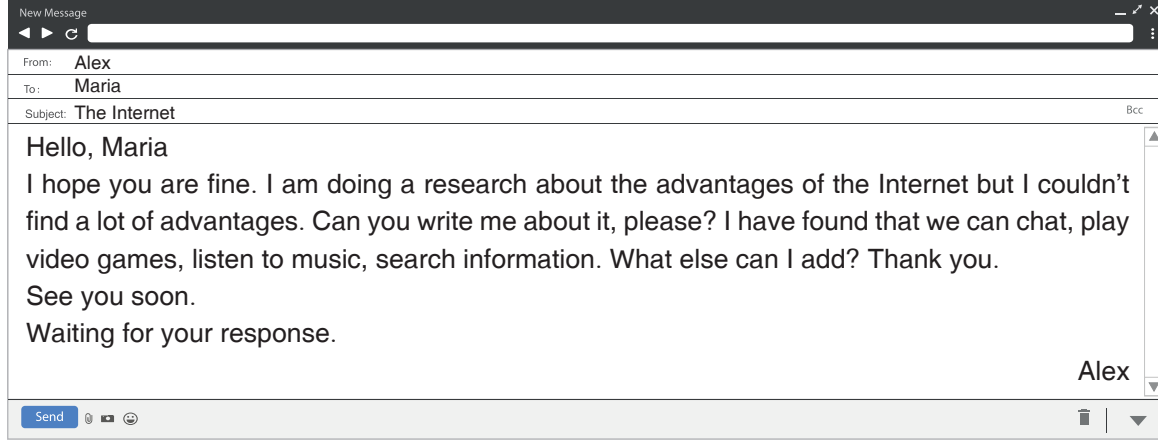 New Message
From: Alex
To: Maria
Subject: The Internet
Bcc
Hello, Maria
I hope you are fine. I am doing a research about the advantages of the Internet but I couldn't
find a lot of advantages. Can you write me about it, please? I have found that we can chat, play
video games, listen to music, search information. What else can I add? Thank you.
See you soon.
Waiting for your response.
Alex
Send